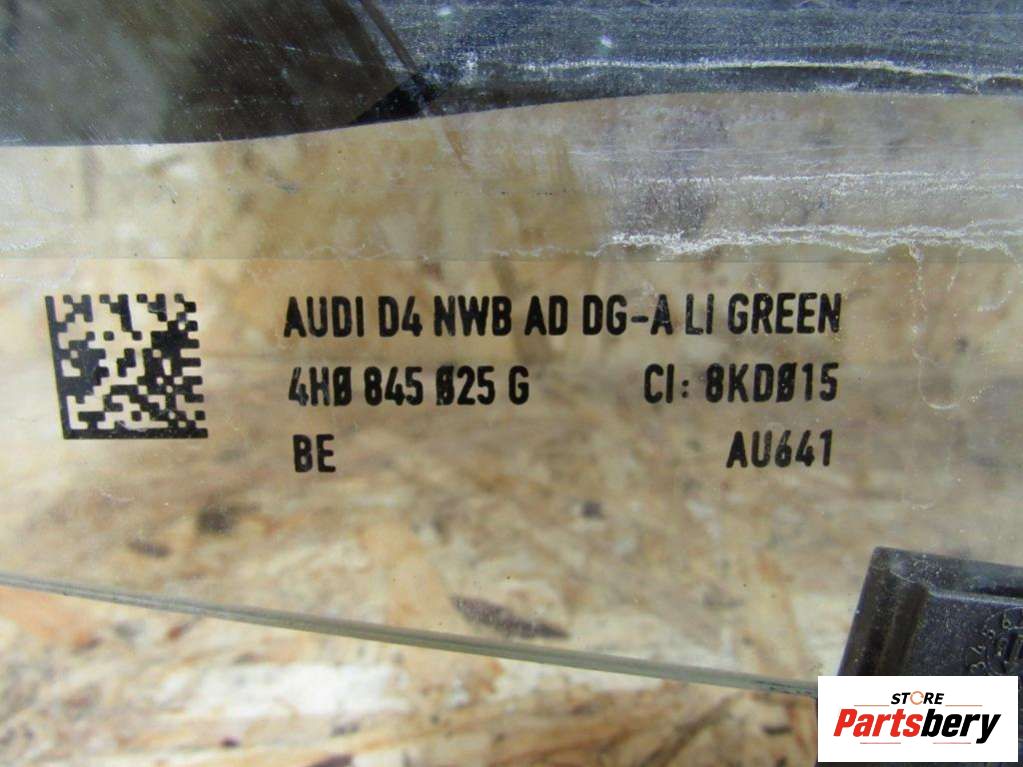 AUDI D4 NWB AD DG-A LI GREEN
4H0 845 025 G CI: 8KD015
BE AU641
STORE
Partsbery